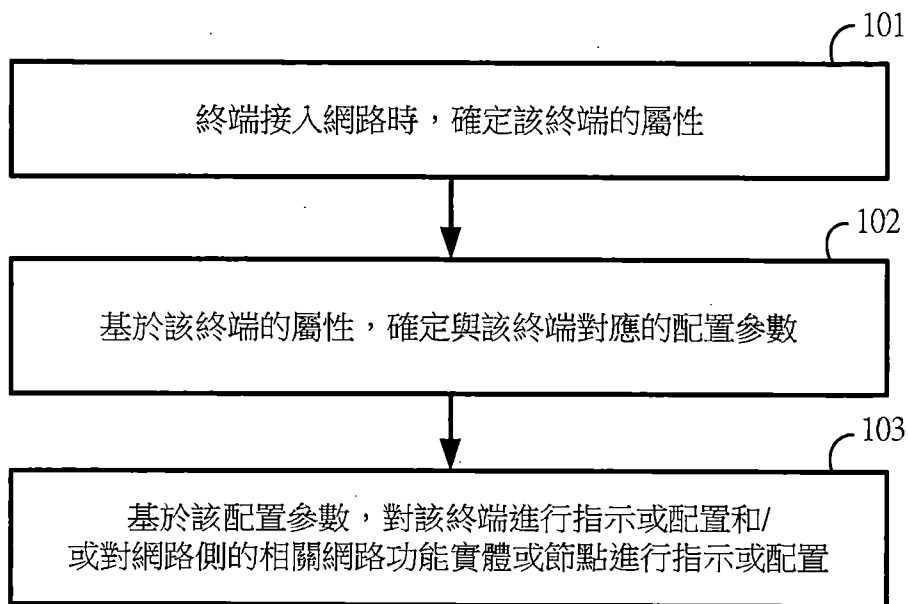 101
終端接入網路時，確定該終端的屬性
102
基於該終端的屬性，確定與該終端對應的配置參數
103
基於該配置參數，對該終端進行指示或配置和/
或對網路側的相關網路功能實體或節點進行指示或配置